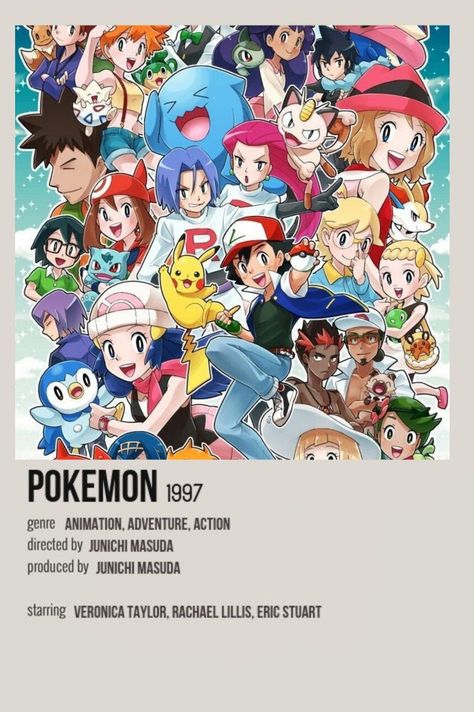 POKEMON 1997
genre ANIMATION, ADVENTURE, ACTION
directed by JUNICHI MASUDA
produced by JUNICHI MASUDA
starring VERONICA TAYLOR, RACHAEL LILLIS, ERIC STUART